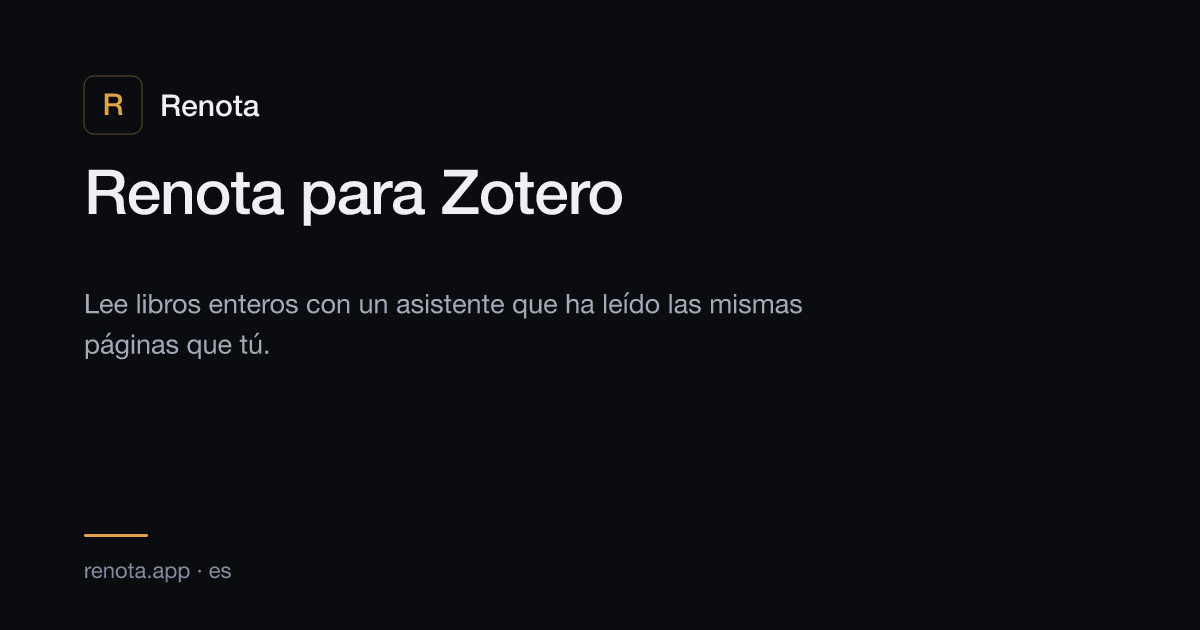 R
Renota
Renota para Zotero
Lee libros enteros con un asistente que ha leído las mismas
páginas que tú.
renota.app · es